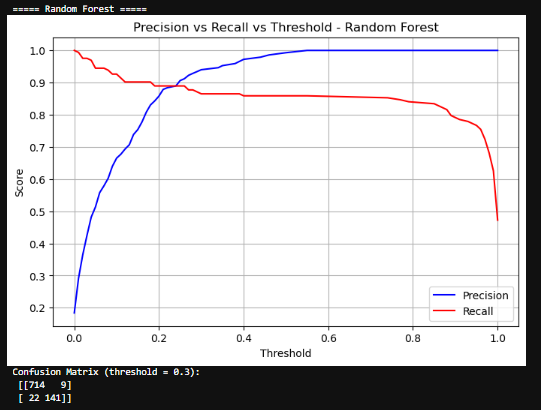 ===== Random Forest =====
Precision vs Recall vs Threshold - Random Forest
1.0
0.9
0.8
0.7
0.6
0.5
0.4
0.3
0.2
Score
0.0 0.2 0.4 0.6 0.8 1.0
Threshold
Precision
Recall
Confusion Matrix (threshold = 0.3):
[[714   9]
[ 22 141]]